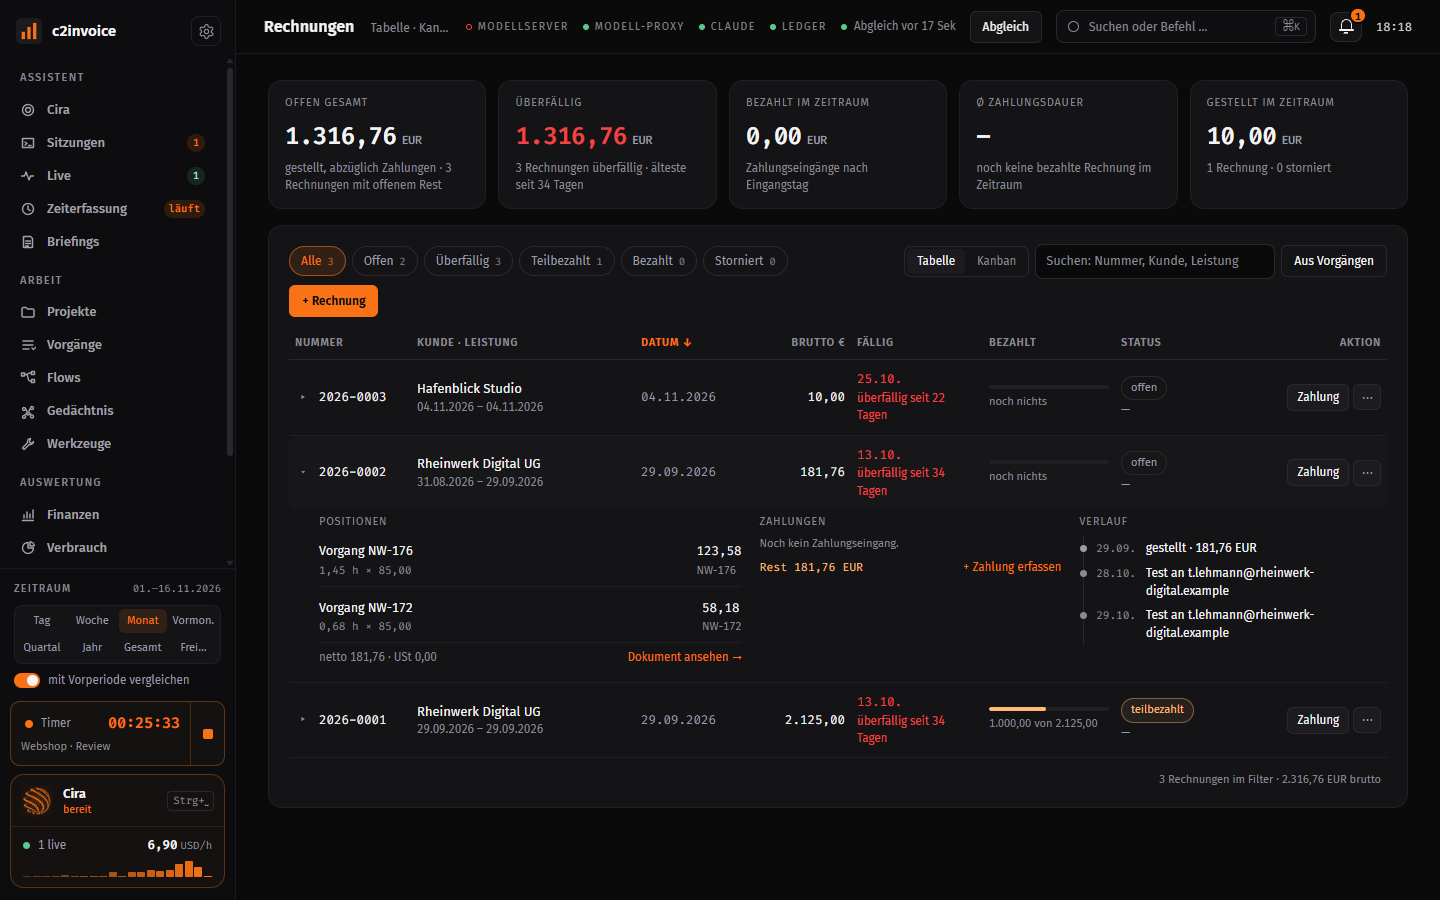 c2invoice
ASSISTENT
Cira
Sitzungen 1
Live 1
Zeiterfassung läuft
Briefings
ARBEIT
Projekte
Vorgänge
Flows
Gedächtnis
Werkzeuge
AUSWERTUNG
Finanzen
Verbrauch
ZEITRAUM 01.–16.11.2026
Tag Woche Monat Vormon.
Quartal Jahr Gesamt Frei…
mit Vorperiode vergleichen
Timer 00:25:33
Webshop · Review
Cira
bereit
Strg+␣
1 live 6,90 USD/h
Rechnungen Tabelle · Kan… MODELLSERVER MODELL-PROXY CLAUDE LEDGER Abgleich vor 17 Sek Abgleich Suchen oder Befehl … ⌘K 1 18:18
OFFEN GESAMT
1.316,76 EUR
gestellt, abzüglich Zahlungen · 3
Rechnungen mit offenem Rest
ÜBERFÄLLIG
1.316,76 EUR
3 Rechnungen überfällig · älteste
seit 34 Tagen
BEZAHLT IM ZEITRAUM
0,00 EUR
Zahlungseingänge nach
Eingangstag
Ø ZAHLUNGSDAUER
–
noch keine bezahlte Rechnung im
Zeitraum
GESTELLT IM ZEITRAUM
10,00 EUR
1 Rechnung · 0 storniert
Alle 3 Offen 2 Überfällig 3 Teilbezahlt 1 Bezahlt 0 Storniert 0 Tabelle Kanban Suchen: Nummer, Kunde, Leistung Aus Vorgängen
+ Rechnung
NUMMER KUNDE · LEISTUNG DATUM ↓ BRUTTO € FÄLLIG BEZAHLT STATUS AKTION
▸ 2026-0003 Hafenblick Studio
04.11.2026 – 04.11.2026
04.11.2026 10,00
25.10.
überfällig seit 22
Tagen
noch nichts
offen
—
Zahlung ···
▾ 2026-0002 Rheinwerk Digital UG
31.08.2026 – 29.09.2026
29.09.2026 181,76
13.10.
überfällig seit 34
Tagen
noch nichts
offen
—
Zahlung ···
POSITIONEN
Vorgang NW-176 123,58
1,45 h × 85,00 NW-176
Vorgang NW-172 58,18
0,68 h × 85,00 NW-172
netto 181,76 · USt 0,00 Dokument ansehen →
ZAHLUNGEN
Noch kein Zahlungseingang.
Rest 181,76 EUR + Zahlung erfassen
VERLAUF
29.09. gestellt · 181,76 EUR
28.10. Test an t.lehmann@rheinwerk-
digital.example
29.10. Test an t.lehmann@rheinwerk-
digital.example
▸ 2026-0001 Rheinwerk Digital UG
29.09.2026 – 29.09.2026
29.09.2026 2.125,00
13.10.
überfällig seit 34
Tagen
1.000,00 von 2.125,00
teilbezahlt
—
Zahlung ···
3 Rechnungen im Filter · 2.316,76 EUR brutto